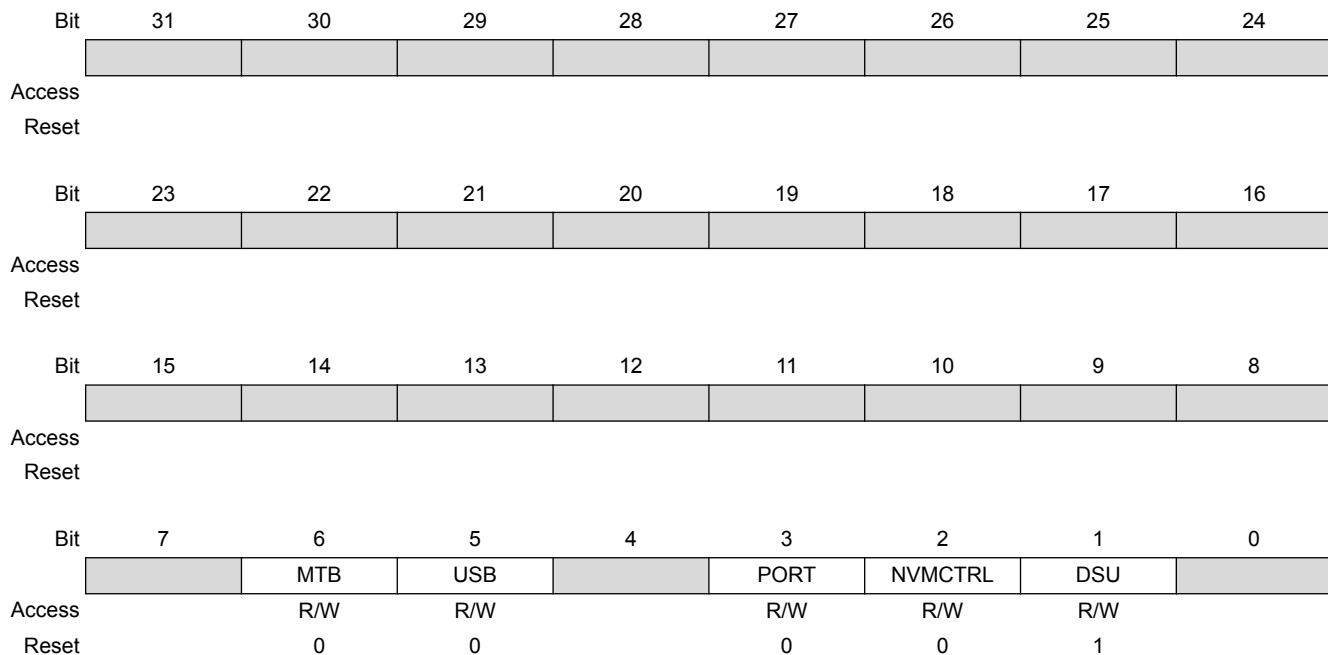 Bit 31 30 29 28 27 26 25 24
Access
Reset
Bit 23 22 21 20 19 18 17 16
Access
Reset
Bit 15 14 13 12 11 10 9 8
Access
Reset
Bit 7 6 5 4 3 2 1 0
MTB USB PORT NVMCTRL DSU
Access R/W R/W R/W R/W R/W
Reset 0 0 0 0 1